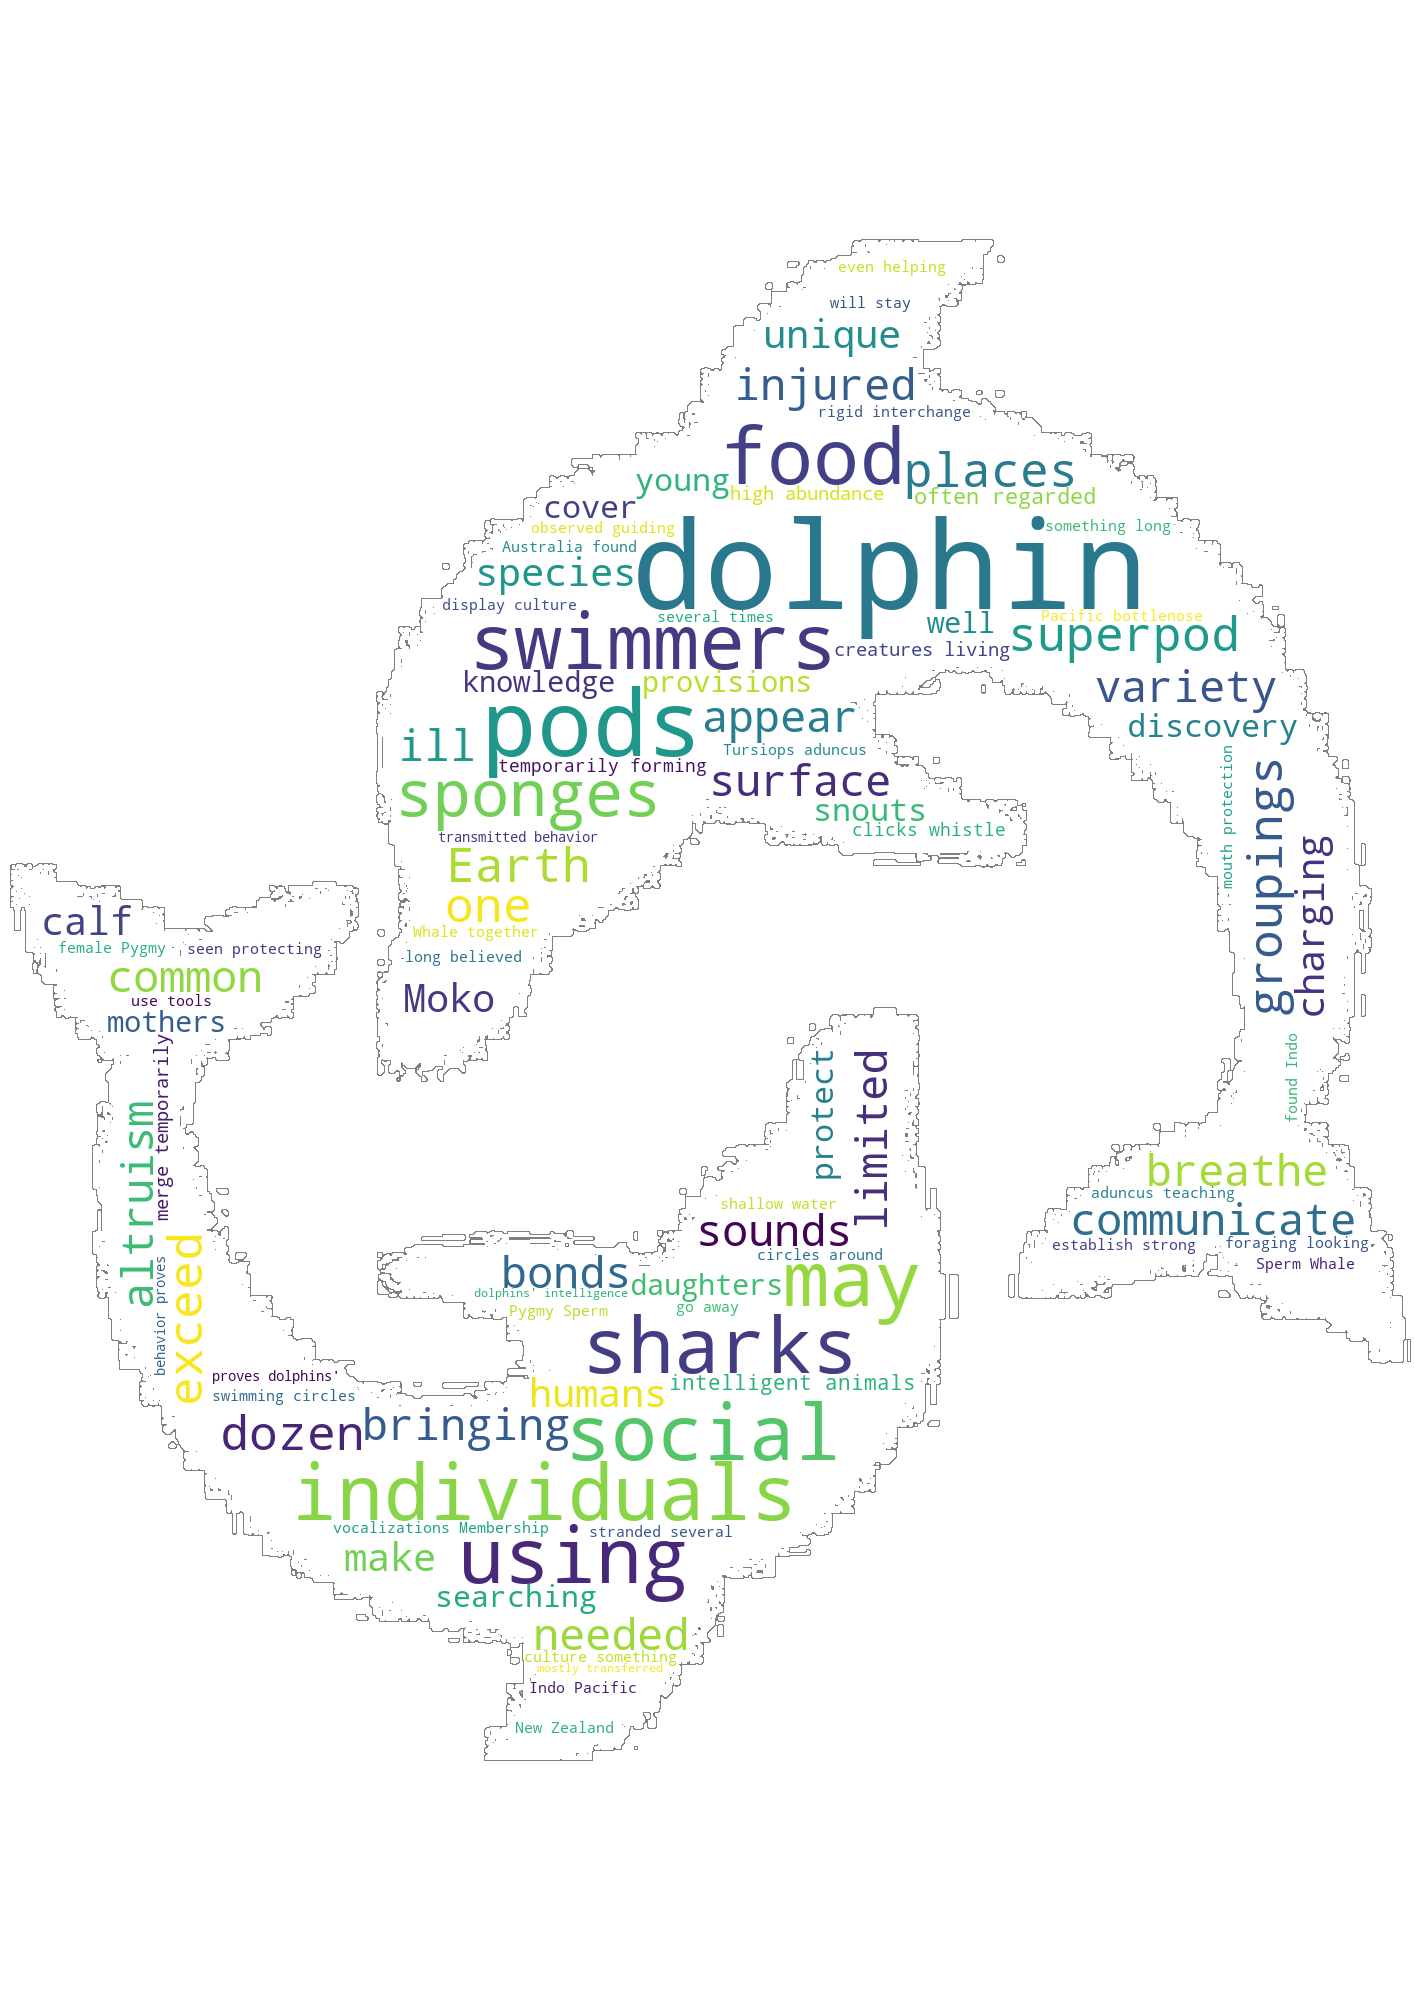 even helping
will stay
unique
injured
rigid interchange
food
places
young
high abundance
often regarded
cover
observed guiding
something long
dolphin
Australia found
species
display culture
several times
Pacific bottlenose
well
superpod
swimmers
creatures living
knowledge
provisions
variety
pods
appear
discovery
ill
Tursiops aduncus
temporarily forming
surface
sponges
snouts
clicks whistle
mouth protection
groupings
charging
transmitted behavior
Earth
one
Whale together
long believed
Moko
calf
female Pygmy
seen protecting
common
use tools
mothers
merge temporarily
found Indo
protect
limited
altruism
breathe
aduncus teaching
communicate
establish strong
foraging looking
Sperm Whale
shallow water
sounds
circles around
exceed
behavior proves
bonds
daughters
may
dolphins' intelligence
Pygmy Sperm
go away
sharks
proves dolphins'
intelligent animals
swimming circles
humans
dozen
bringing
social
individuals
vocalizations Membership
stranded several
make
using
searching
needed
culture something
mostly transferred
Indo Pacific
New Zealand